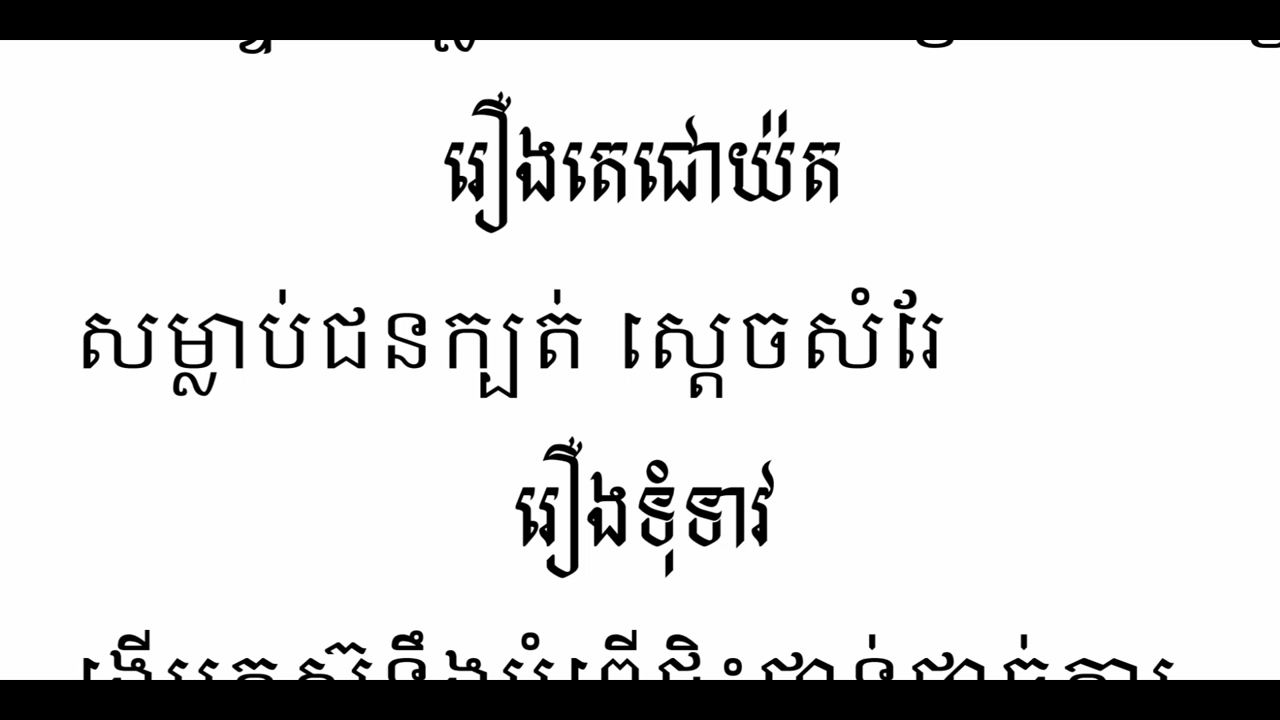 រឿងតេជោយ៉ត
សម្លាប់ជនក្បត់ ស្តេចសំរែ
រឿងទុំទាវ